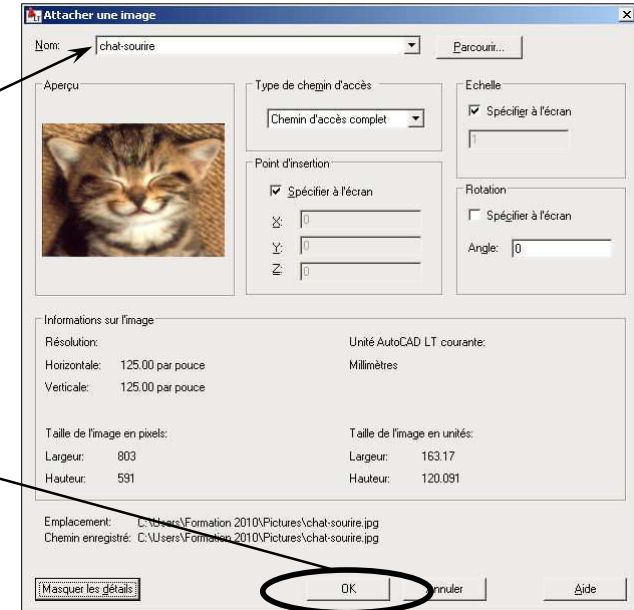 Attacher une image
Nom: chat-sourire Parcourir...
Aperçu
Type de chemin d'accès
Chemin d'accès complet
Echelle
Spécifier à l'écran
1
Point d'insertion
Spécifier à l'écran
X: 0
Y: 0
Z: 0
Rotation
Spécifier à l'écran
Angle: 0
Informations sur l'image
Résolution:
Horizontale: 125.00 par pouce
Verticale: 125.00 par pouce
Unité AutoCAD LT courante:
Millimètres
Taille de l'image en pixels:
Largeur: 803
Hauteur: 591
Taille de l'image en unités:
Largeur: 163.17
Hauteur: 120.091
Emplacement: C:\Users\Formation 2010\Pictures\chat-sourire.jpg
Chemin enregistré: C:\Users\Formation 2010\Pictures\chat-sourire.jpg
Masquer les détails OK Annuler Aide